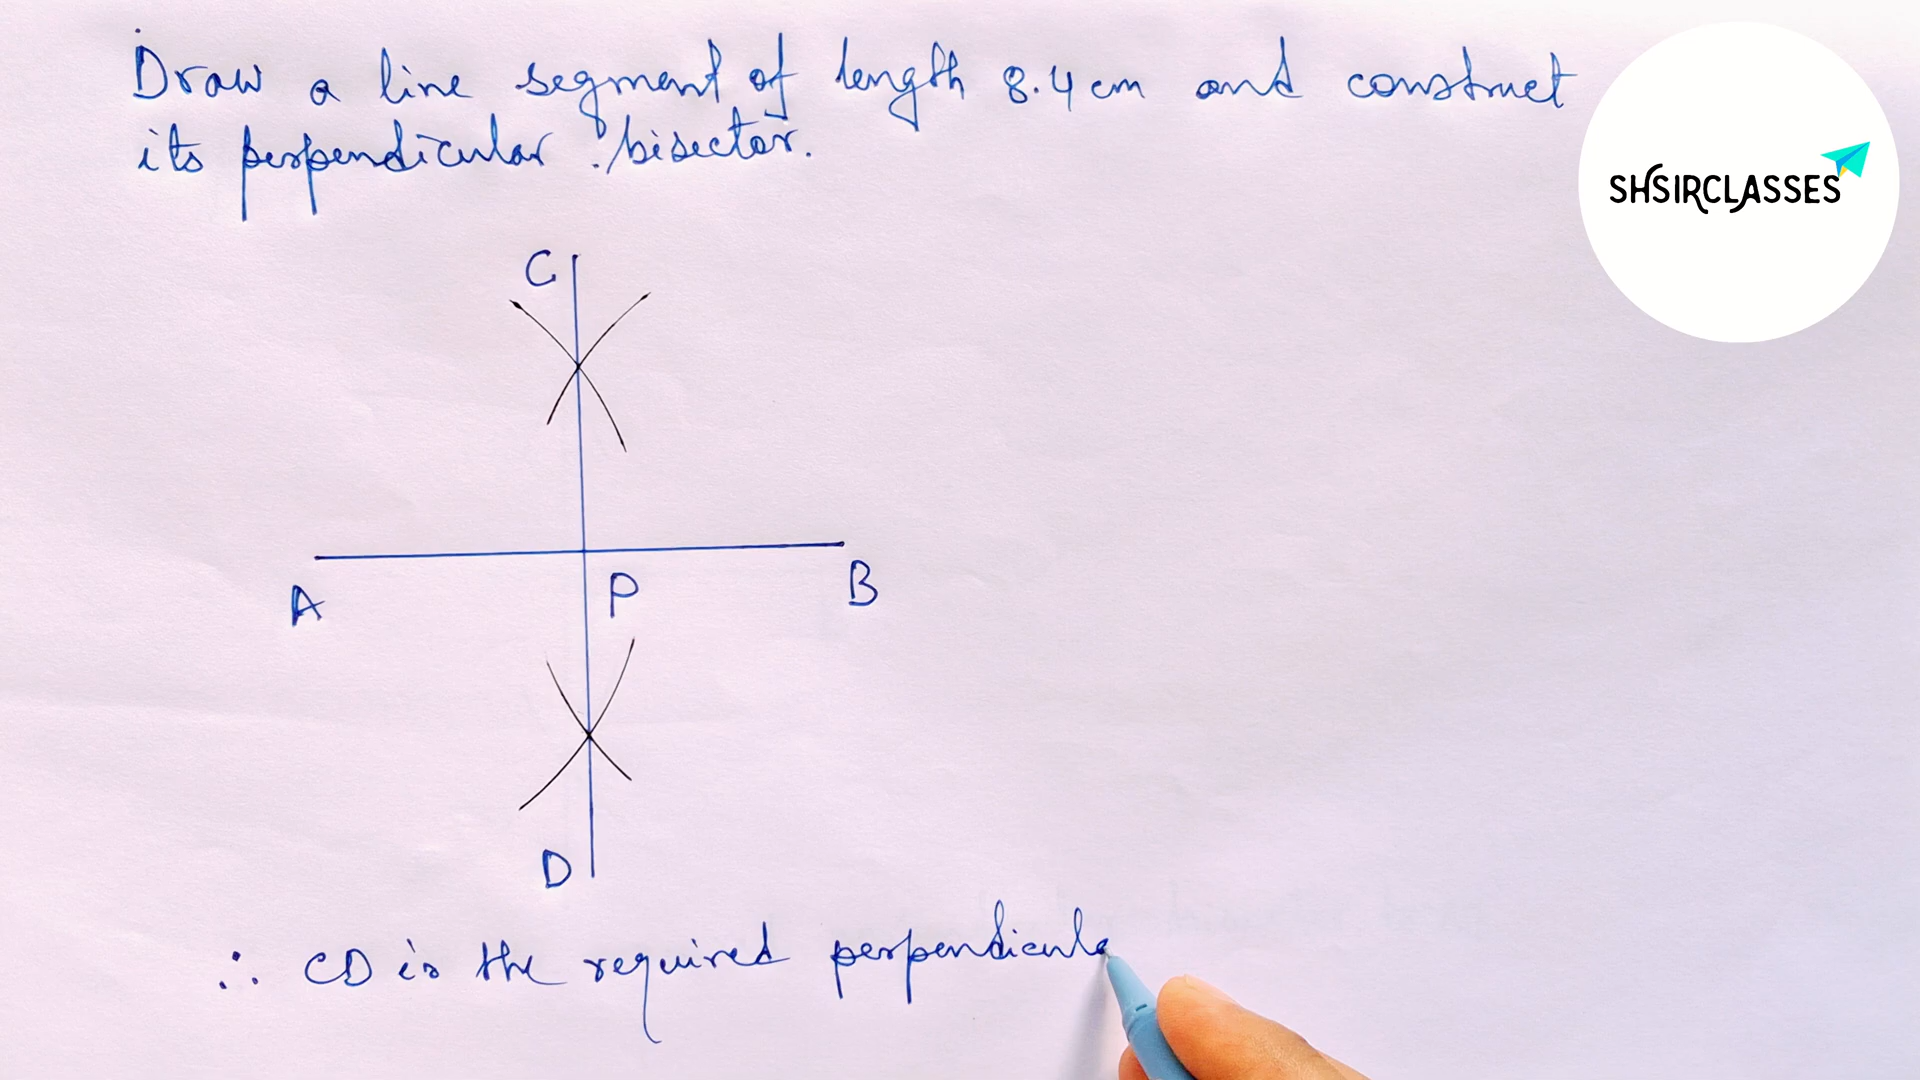 Draw a line segment of length 8.4 cm and construct
its perpendicular bisector.
SHSIRCLASSES
C
A
P
B
D
∴ CD is the required perpendicula